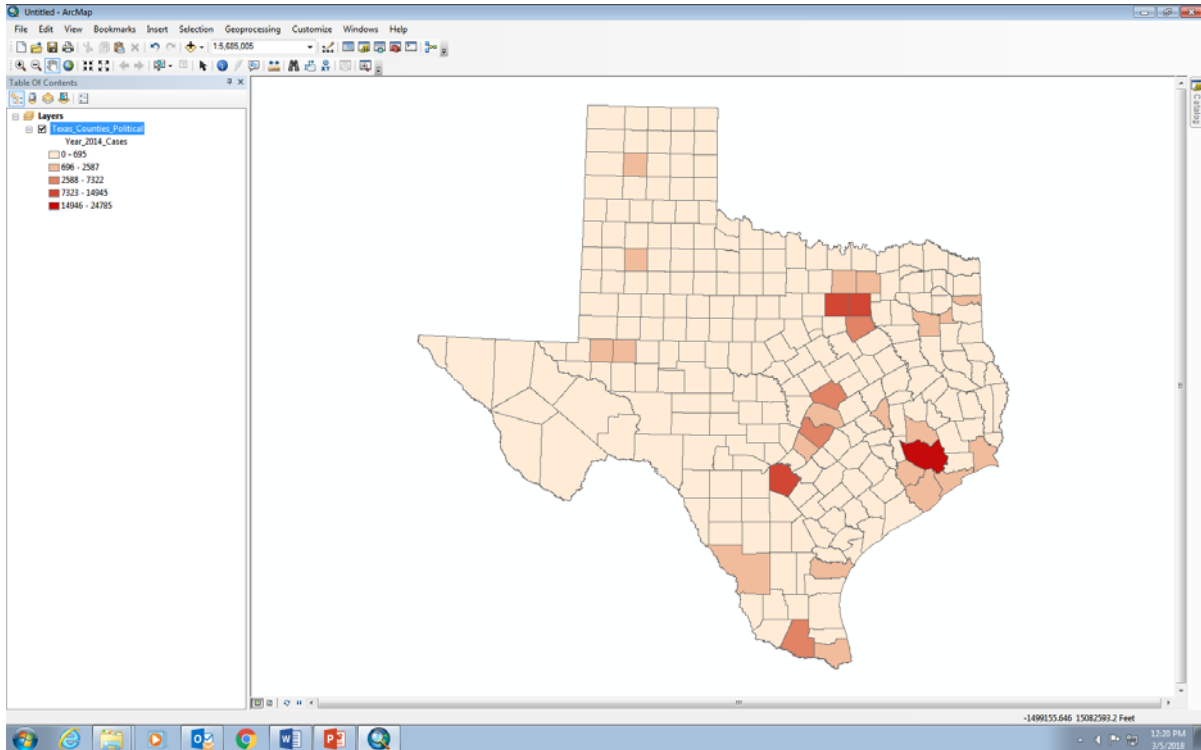 Untitled - ArcMap
File Edit View Bookmarks Insert Selection Geoprocessing Customize Windows Help
1:5,685,005
Table Of Contents
Layers
Texas_Counties_Political
Year_2014_Cases
0 - 695
696 - 2587
2588 - 7322
7323 - 14945
14946 - 24785
Catalog
-1499155.646 15082593.2 Feet
12:20 PM
3/5/2018